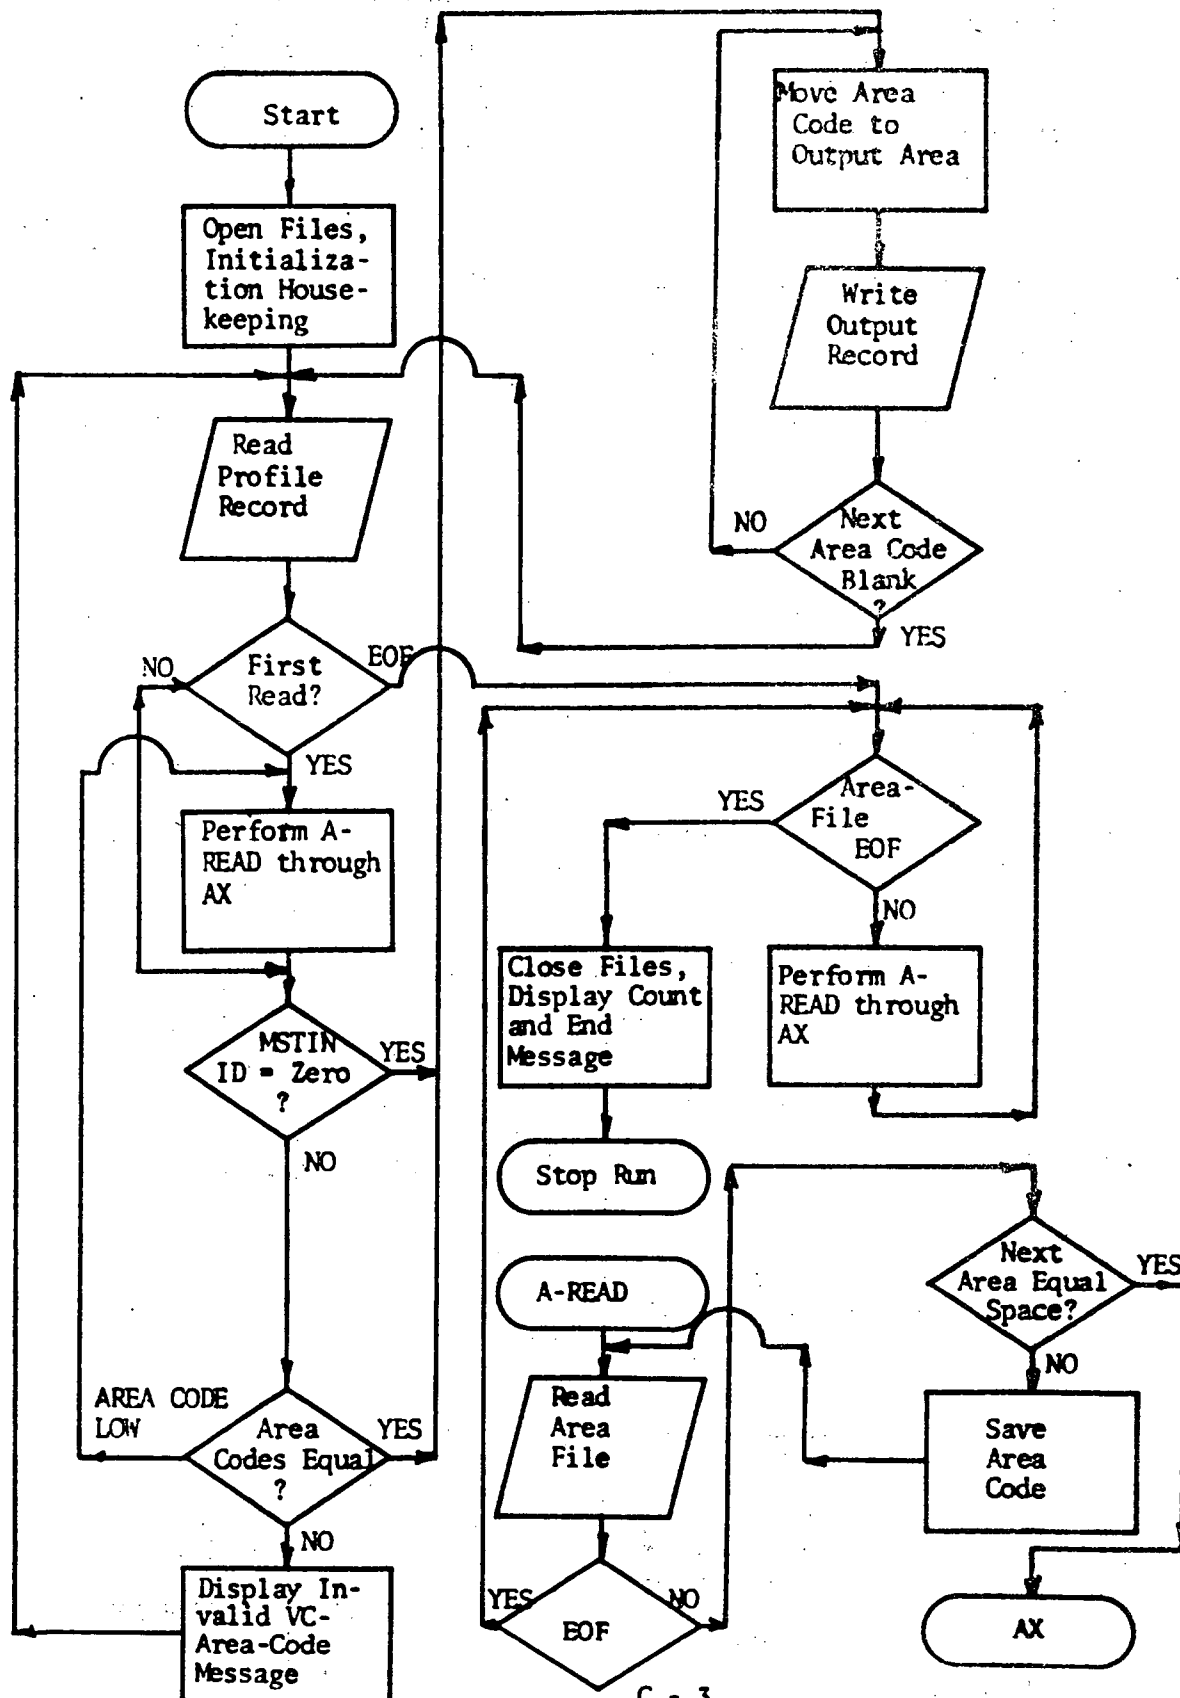 Start
Open Files,
Initializa-
tion House-
keeping
Read
Profile
Record
First
Read?
NO
EOF
YES
Perform A-
READ through
AX
MSTIN
ID = Zero
?
YES
NO
AREA CODE
LOW
Area
Codes Equal
?
YES
NO
Display In-
valid VC-
Area-Code
Message
Move Area
Code to
Output Area
Write
Output
Record
Next
Area Code
Blank
?
NO
YES
Area-
File
EOF
YES
NO
Close Files,
Display Count
and End
Message
Perform A-
READ through
AX
Stop Run
A-READ
Read
Area
File
EOF
YES
NO
Next
Area Equal
Space?
YES
NO
Save
Area
Code
AX
C - 3